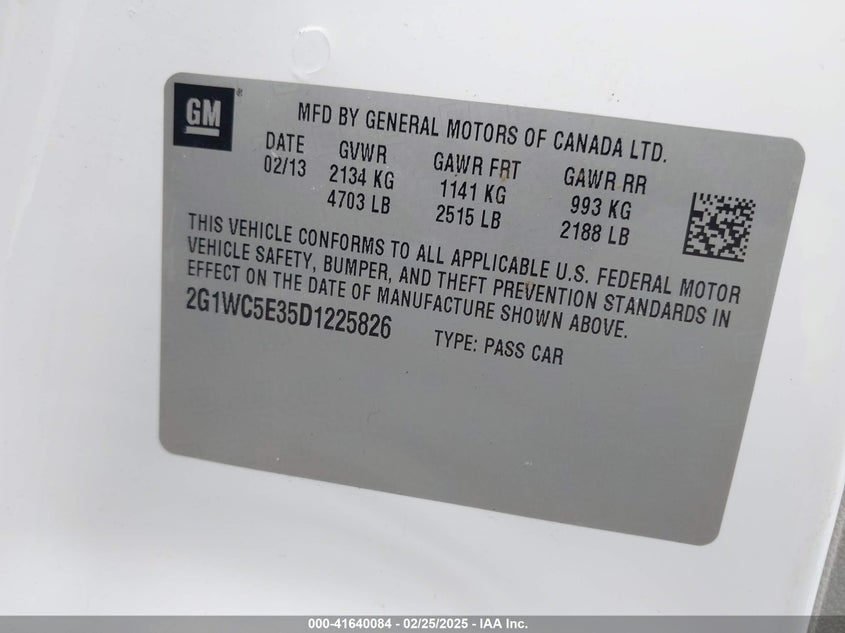 GM
MFD BY GENERAL MOTORS OF CANADA LTD.
DATE GVWR GAWR FRT GAWR RR
02/13 2134 KG 1141 KG 993 KG
4703 LB 2515 LB 2188 LB
THIS VEHICLE CONFORMS TO ALL APPLICABLE U.S. FEDERAL MOTOR
VEHICLE SAFETY, BUMPER, AND THEFT PREVENTION STANDARDS IN
EFFECT ON THE DATE OF MANUFACTURE SHOWN ABOVE.
2G1WC5E35D1225826 TYPE: PASS CAR
000-41640084 - 02/25/2025 - IAA Inc.